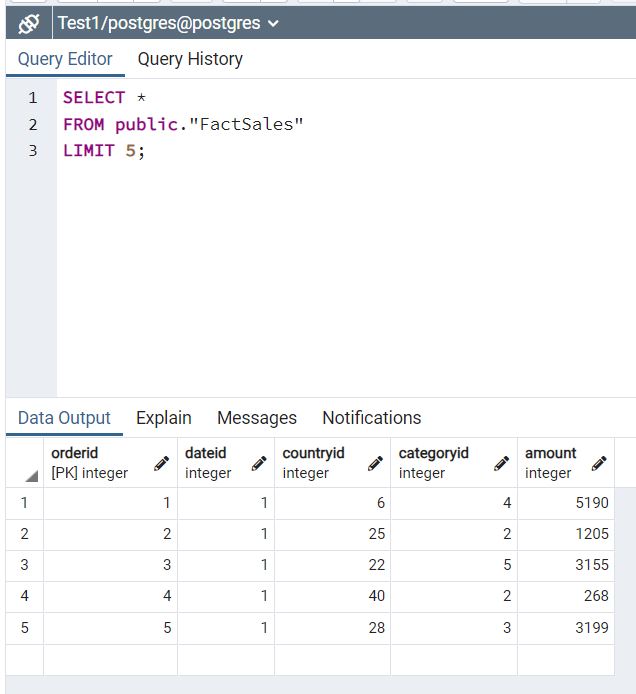 Test1/postgres@postgres
Query Editor Query History
1 SELECT *
2 FROM public."FactSales"
3 LIMIT 5;
Data Output Explain Messages Notifications
orderid dateid countryid categoryid amount
[PK] integer integer integer integer integer
1 1 1 6 4 5190
2 2 1 25 2 1205
3 3 1 22 5 3155
4 4 1 40 2 268
5 5 1 28 3 3199